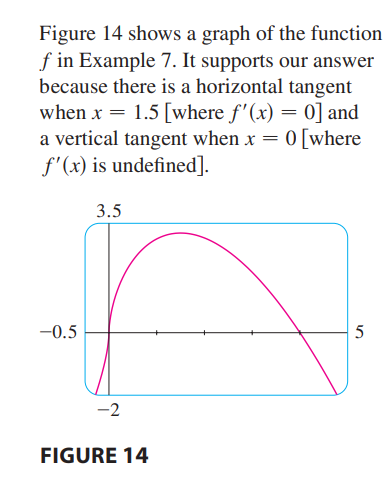 Figure 14 shows a graph of the function
f in Example 7. It supports our answer
because there is a horizontal tangent
when x = 1.5 [where f′(x) = 0] and
a vertical tangent when x = 0 [where
f′(x) is undefined].
3.5
−0.5
5
−2
FIGURE 14